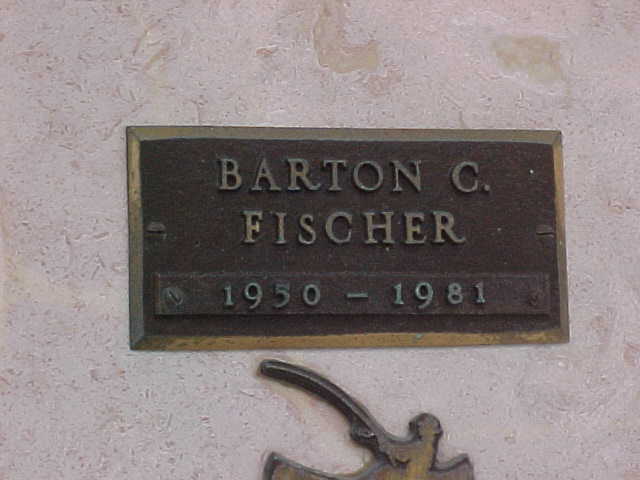 BARTON C.
FISCHER
1950 – 1981